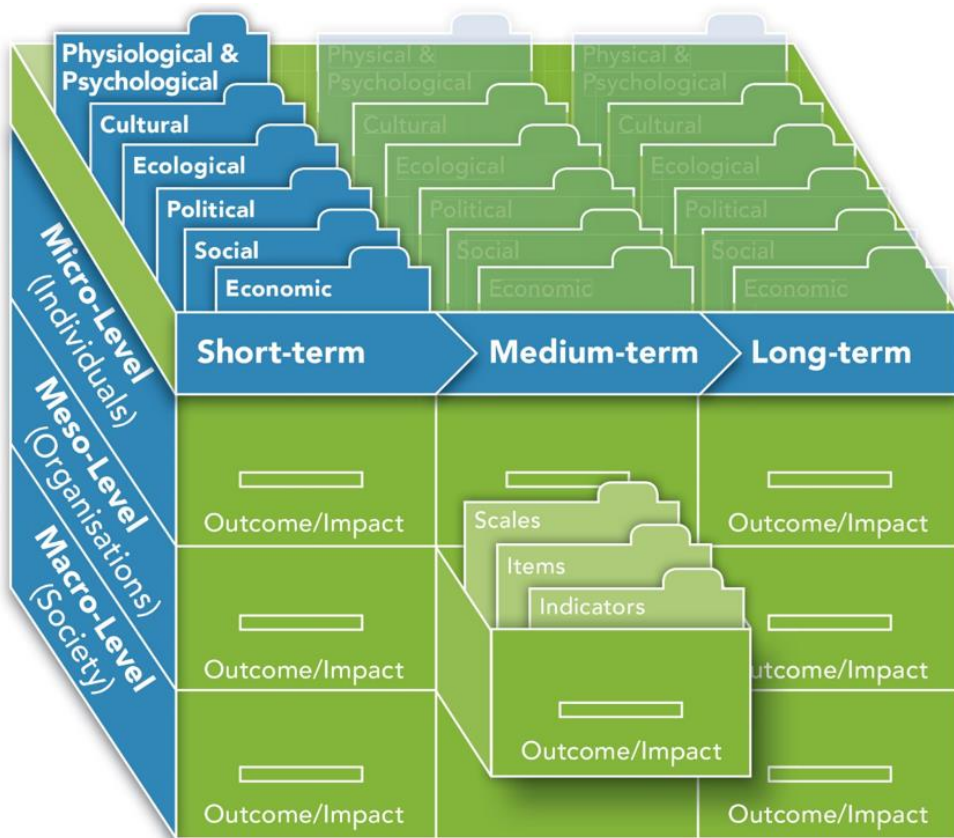 Physiological &
Psychological
Cultural
Ecological
Political
Social
Economic
Physical &
Psychological
Cultural
Ecological
Political
Social
Economic
Physical &
Psychological
Cultural
Ecological
Political
Social
Economic
Short-term
Medium-term
Long-term
Micro-Level
(Individuals)
Meso-Level
(Organisations)
Macro-Level
(Society)
Outcome/Impact
Outcome/Impact
Scales
Items
Indicators
Outcome/Impact
Outcome/Impact
Outcome/Impact
Outcome/Impact
Outcome/Impact